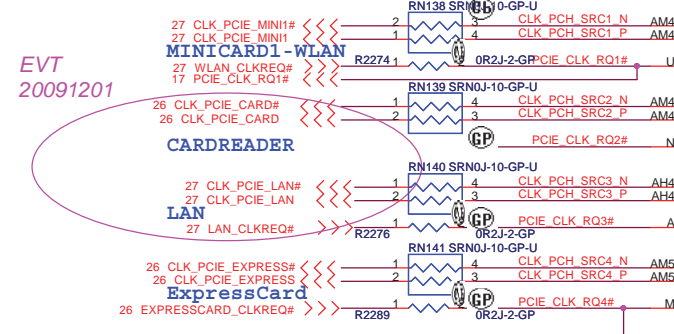 RN138 SRN0J-10-GP-U
27 CLK_PCIE_MINI1# 2 CLK_PCH_SRC1_N AM4
27 CLK_PCIE_MINI1 1 4 CLK_PCH_SRC1_P AM4
MINICARD1-WLAN
EVT
20091201
27 WLAN_CLKREQ# R2274 1 2 0R2J-2-GP PCIE_CLK_RQ1# U
17 PCIE_CLK_RQ1#
RN139 SRN0J-10-GP-U
26 CLK_PCIE_CARD# 1 4 CLK_PCH_SRC2_N AM4
26 CLK_PCIE_CARD 2 3 CLK_PCH_SRC2_P AM4
GP PCIE_CLK_RQ2# N
CARDREADER
RN140 SRN0J-10-GP-U
27 CLK_PCIE_LAN# 1 4 CLK_PCH_SRC3_N AH4
27 CLK_PCIE_LAN 2 3 CLK_PCH_SRC3_P AH4
LAN
27 LAN_CLKREQ# R2276 1 GP PCIE_CLK_RQ3# A
0R2J-2-GP
RN141 SRN0J-10-GP-U
26 CLK_PCIE_EXPRESS# 1 4 CLK_PCH_SRC4_N AM5
26 CLK_PCIE_EXPRESS 2 3 CLK_PCH_SRC4_P AM5
ExpressCard
26 EXPRESSCARD_CLKREQ# R2289 1 GP PCIE_CLK_RQ4# M
0R2J-2-GP